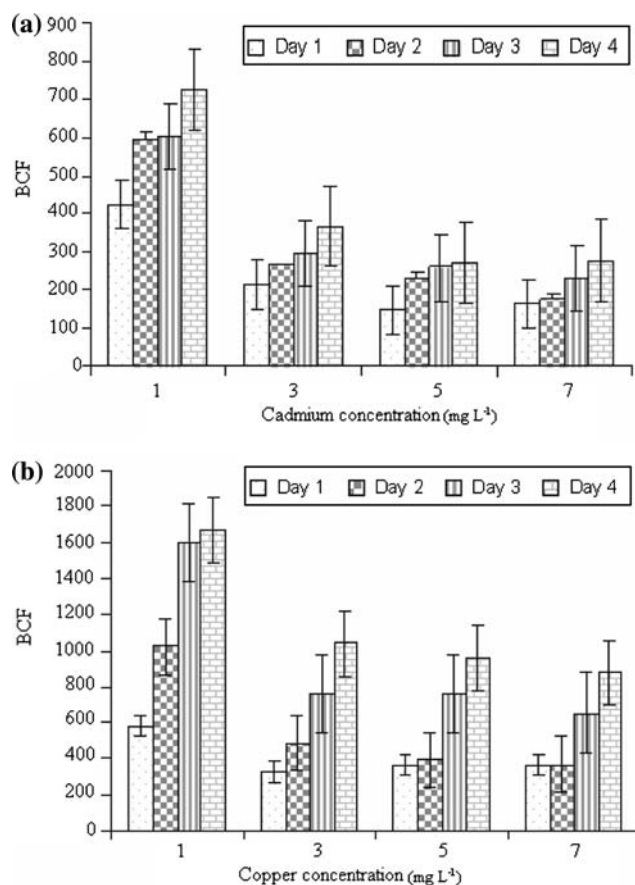 (a)
900
800
700
600
500
400
300
200
100
0
BCF
Day 1 Day 2 Day 3 Day 4
1 3 5 7
Cadmium concentration (mg L⁻¹)
(b)
2000
1800
1600
1400
1200
1000
800
600
400
200
0
BCF
Day 1 Day 2 Day 3 Day 4
1 3 5 7
Copper concentration (mg L⁻¹)